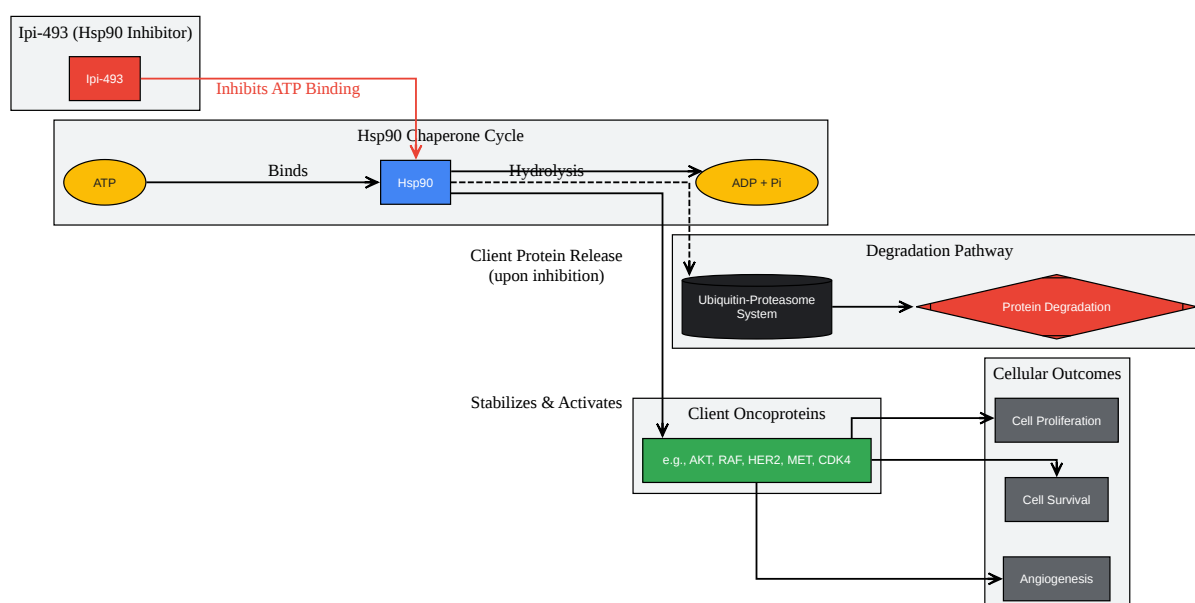 Ipi-493 (Hsp90 Inhibitor)
Ipi-493
Inhibits ATP Binding
Hsp90 Chaperone Cycle
ATP
Binds
Hsp90
Hydrolysis
ADP + Pi
Client Protein Release
(upon inhibition)
Degradation Pathway
Ubiquitin-Proteasome
System
Protein Degradation
Stabilizes & Activates
Client Oncoproteins
e.g., AKT, RAF, HER2, MET, CDK4
Cellular Outcomes
Cell Proliferation
Cell Survival
Angiogenesis